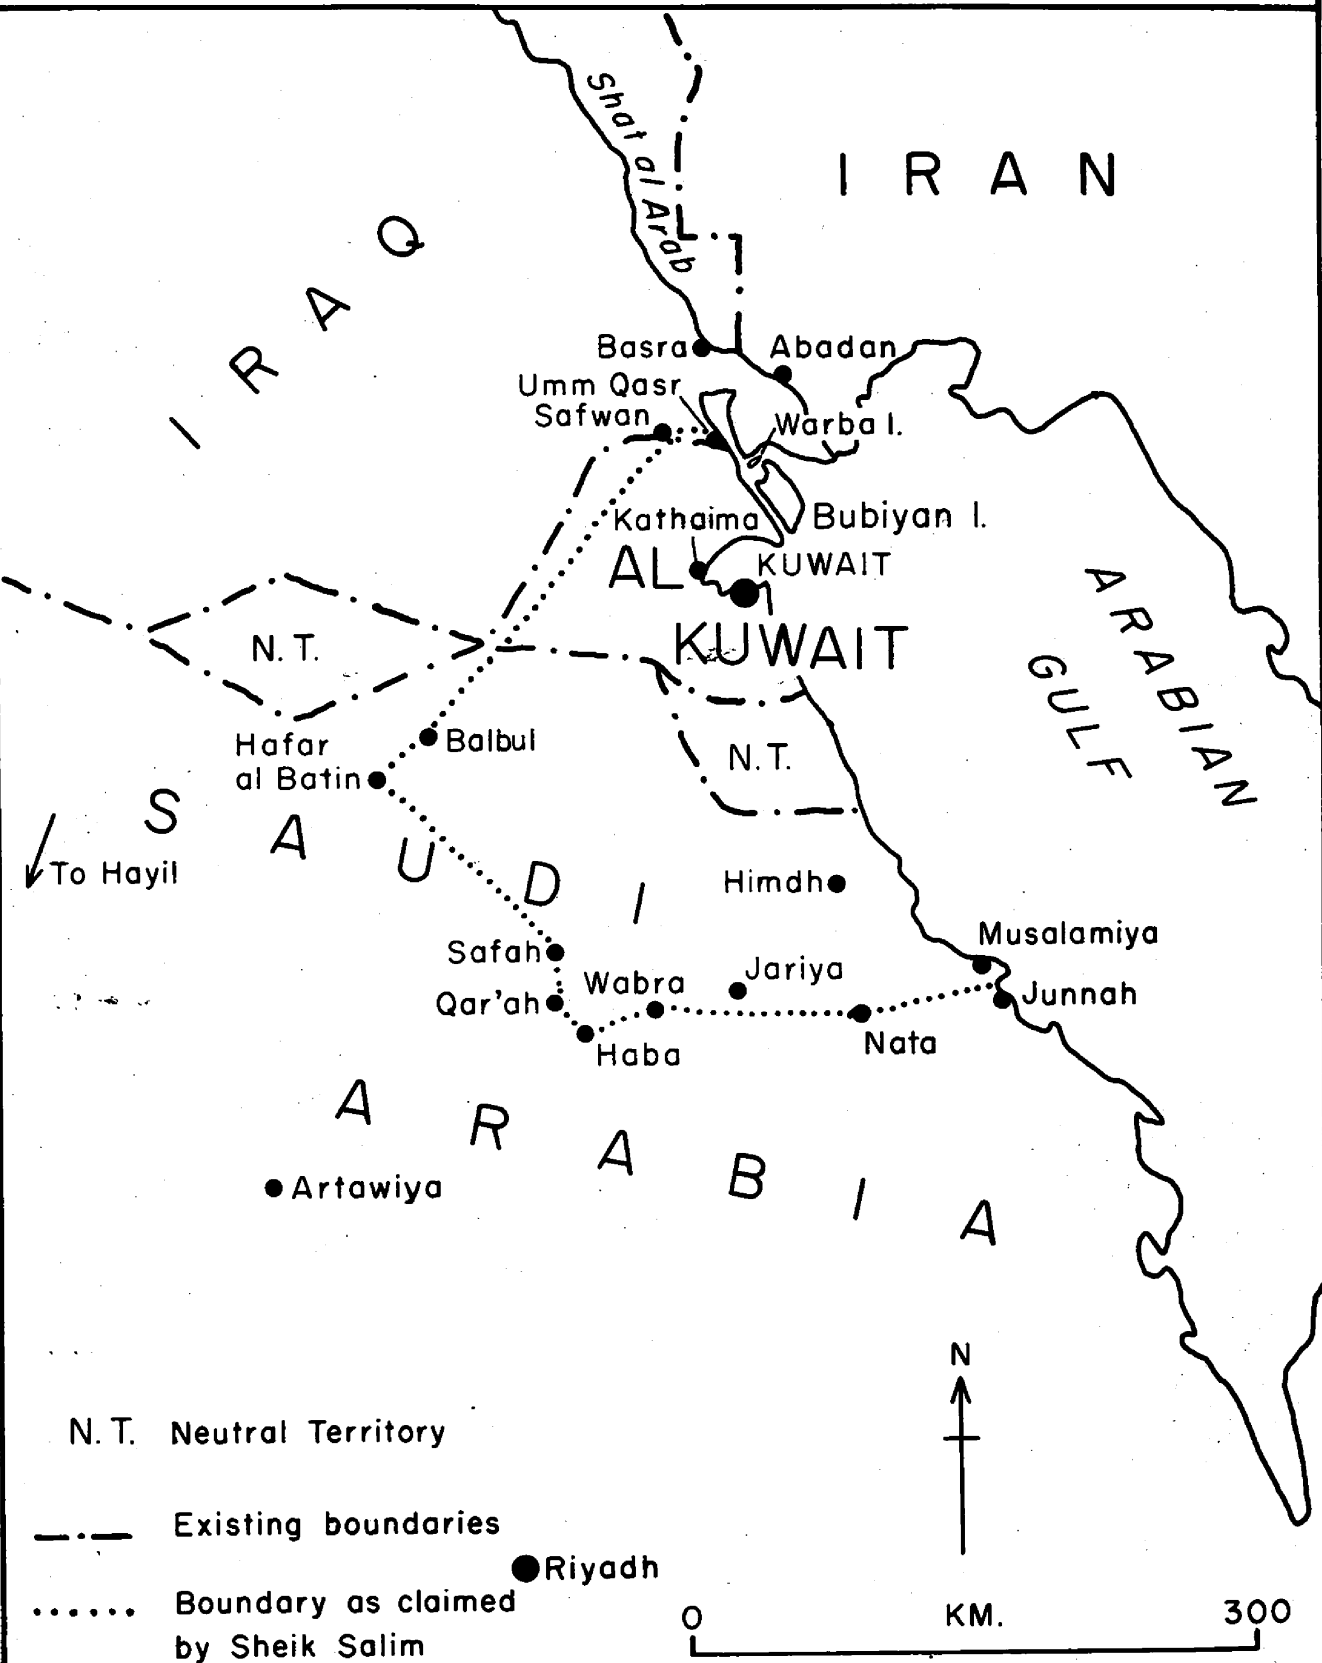 Shat al Arab
IRAN
IRAQ
Basra
Abadan
Umm Qasr
Safwan
Warba I.
Kathaima
Bubiyan I.
AL
KUWAIT
KUWAIT
N.T.
ARABIAN
GULF
Balbul
N.T.
Hafar
al Batin
SAUDI
To Hayil
Himdh
Musalamiya
Safah
Wabra
Jariya
Qar'ah
Junnah
Haba
Nata
ARABIA
Artawiya
N
N.T. Neutral Territory
Existing boundaries
Riyadh
Boundary as claimed
by Sheik Salim
0 KM. 300